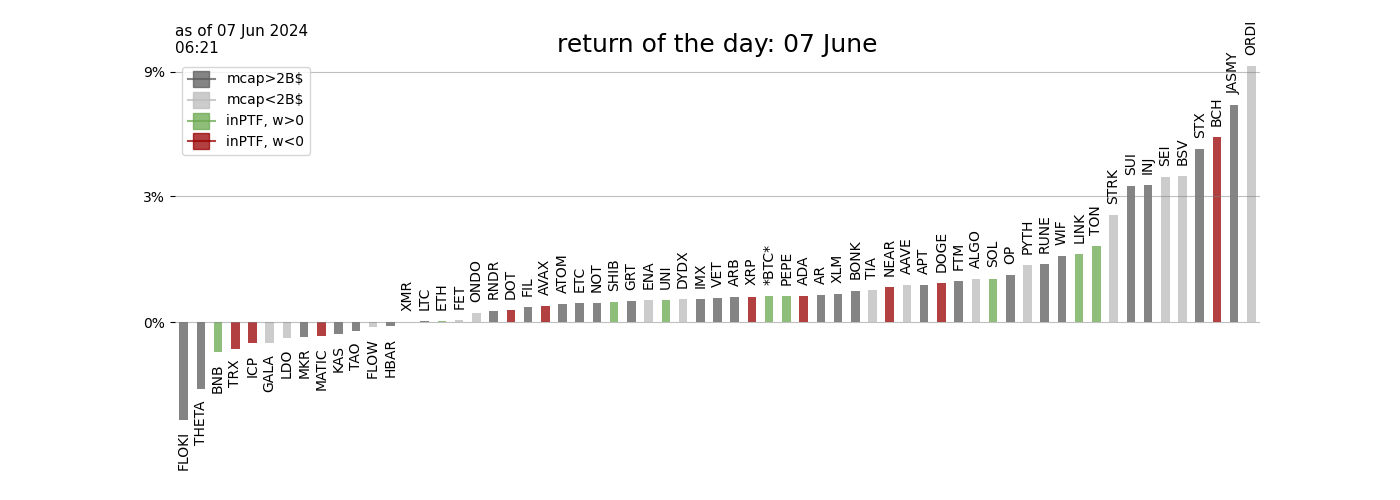 as of 07 Jun 2024
06:21
return of the day: 07 June
mcap>2B$
mcap<2B$
inPTF, w>0
inPTF, w<0
9%
3%
0%
FLOKI
THETA
BNB
TRX
ICP
GALA
LDO
MKR
MATIC
KAS
TAO
FLOW
HBAR
XMR
LTC
ETH
FET
ONDO
RNDR
DOT
FIL
AVAX
ATOM
ETC
NOT
SHIB
GRT
ENA
UNI
DYDX
IMX
VET
ARB
XRP
*BTC*
PEPE
ADA
AR
XLM
BONK
TIA
NEAR
AAVE
APT
DOGE
FTM
ALGO
SOL
OP
PYTH
RUNE
WIF
LINK
TON
STRK
SUI
INJ
SEI
BSV
STX
BCH
JASMY
ORDI